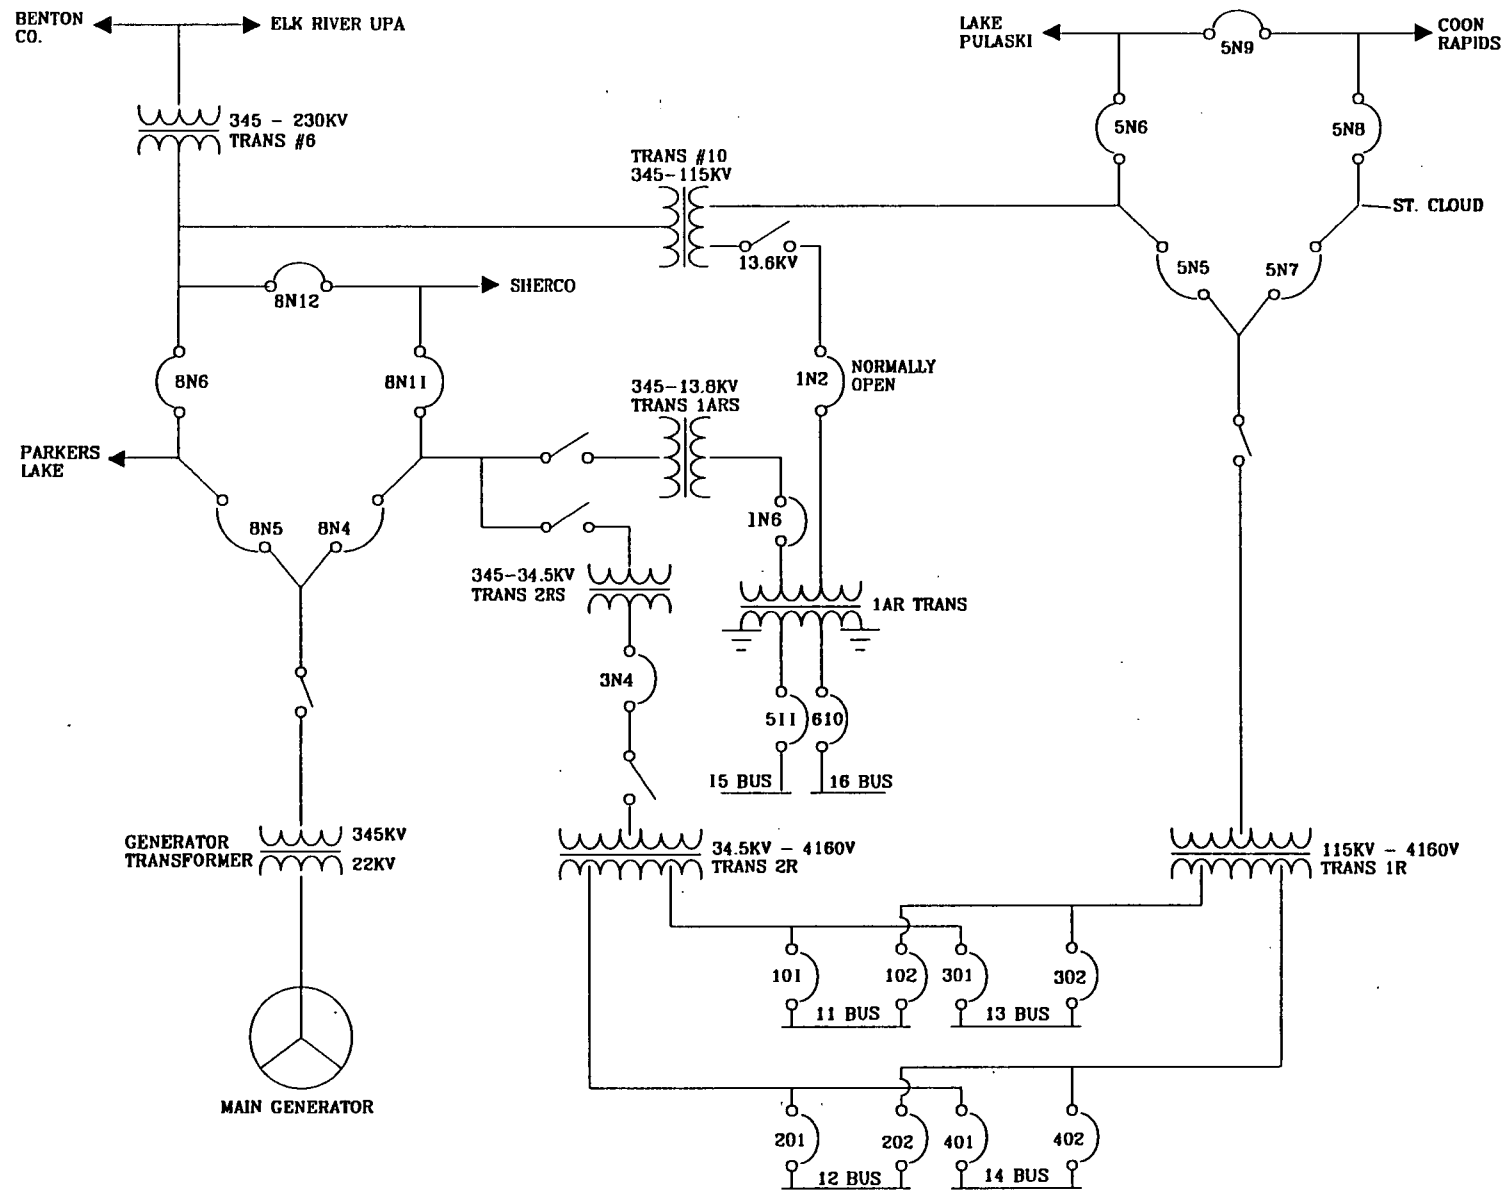 BENTON
CO.
ELK RIVER UPA
LAKE
PULASKI
5N9
COON
RAPIDS
345 - 230KV
TRANS #6
5N6
5N8
TRANS #10
345-115KV
ST. CLOUD
13.6KV
5N5
5N7
8N12
SHERCO
8N6
8N11
1N2
NORMALLY
OPEN
345-13.8KV
TRANS 1ARS
PARKERS
LAKE
8N5
8N4
1N6
345-34.5KV
TRANS 2RS
1AR TRANS
3N4
511
610
15 BUS
16 BUS
GENERATOR
TRANSFORMER
345KV
22KV
34.5KV - 4160V
TRANS 2R
115KV - 4160V
TRANS 1R
101
102
301
302
11 BUS
13 BUS
MAIN GENERATOR
201
202
401
402
12 BUS
14 BUS